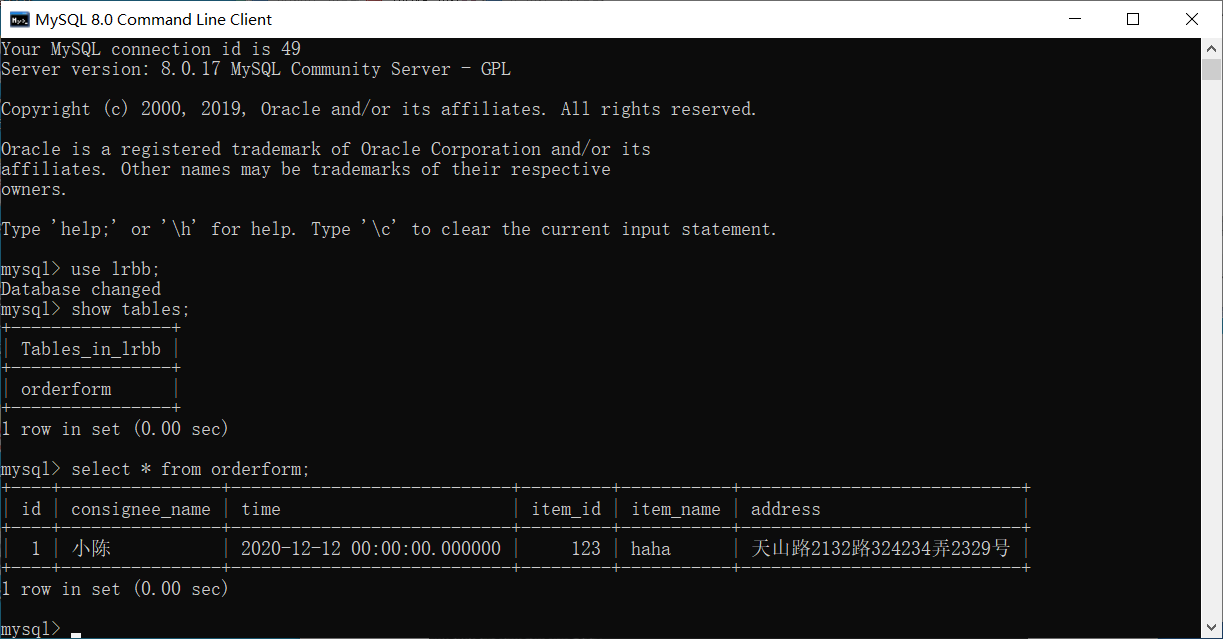 MySQL 8.0 Command Line Client
Your MySQL connection id is 49
Server version: 8.0.17 MySQL Community Server - GPL
Copyright (c) 2000, 2019, Oracle and/or its affiliates. All rights reserved.
Oracle is a registered trademark of Oracle Corporation and/or its
affiliates. Other names may be trademarks of their respective
owners.
Type 'help;' or '\h' for help. Type '\c' to clear the current input statement.
mysql> use lrbb;
Database changed
mysql> show tables;
+----------------+
| Tables_in_lrbb |
+----------------+
| orderform      |
+----------------+
1 row in set (0.00 sec)
mysql> select * from orderform;
+----+----------------+----------------------------+---------+-----------+----------------------------+
| id | consignee_name | time                       | item_id | item_name | address                    |
+----+----------------+----------------------------+---------+-----------+----------------------------+
|  1 | 小陈           | 2020-12-12 00:00:00.000000 |     123 | haha      | 天山路2132路324234弄2329号 |
+----+----------------+----------------------------+---------+-----------+----------------------------+
1 row in set (0.00 sec)
mysql>